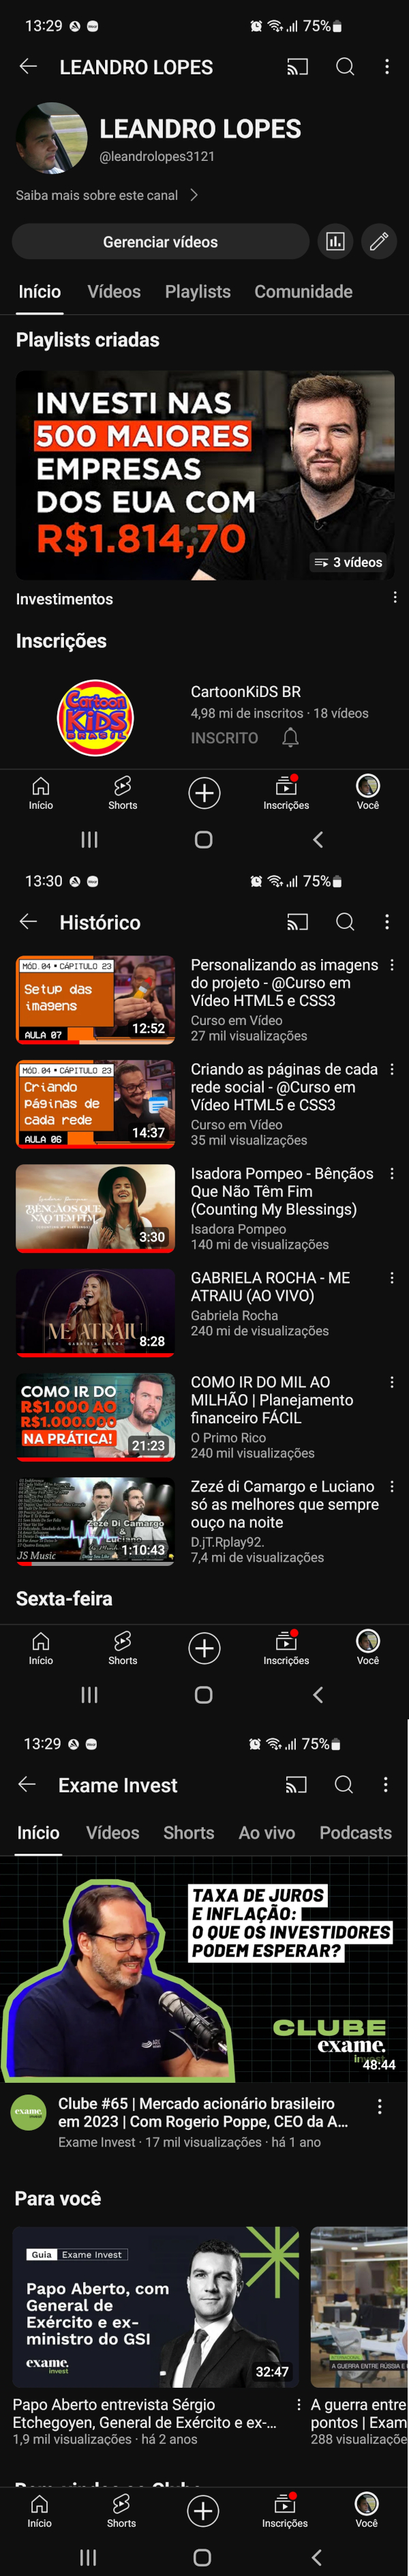 13:29
75%
LEANDRO LOPES
LEANDRO LOPES
@leandrolopes3121
Saiba mais sobre este canal
Gerenciar vídeos
Início Vídeos Playlists Comunidade
Playlists criadas
INVESTI NAS
500 MAIORES
EMPRESAS
DOS EUA COM
R$1.814,70
3 vídeos
Investimentos
Inscrições
Cartoon
KiDS
BRASIL
CartoonKiDS BR
4,98 mi de inscritos · 18 vídeos
INSCRITO
Início Shorts Inscrições Você
13:30
75%
Histórico
MÓD. 04 • CAPÍTULO 23
Setup das
imagens
AULA 07
12:52
Personalizando as imagens
do projeto - @Curso em
Vídeo HTML5 e CSS3
Curso em Vídeo
27 mil visualizações
MÓD. 04 • CAPÍTULO 23
Criando
páginas de
cada rede
AULA 06
14:37
Criando as páginas de cada
rede social - @Curso em
Vídeo HTML5 e CSS3
Curso em Vídeo
35 mil visualizações
BÊNÇÃOS QUE
NÃO TÊM FIM
3:30
Isadora Pompeo - Bênçãos
Que Não Têm Fim
(Counting My Blessings)
Isadora Pompeo
140 mi de visualizações
ME ATRAIU
GABRIELA ROCHA
8:28
GABRIELA ROCHA - ME
ATRAIU (AO VIVO)
Gabriela Rocha
240 mi de visualizações
COMO IR DO
R$1.000 AO
R$1.000.000
NA PRÁTICA!
21:23
COMO IR DO MIL AO
MILHÃO | Planejamento
financeiro FÁCIL
O Primo Rico
240 mil visualizações
Zezé Di Camargo
&
Luciano
JS Music
1:10:43
Zezé di Camargo e Luciano
só as melhores que sempre
ouço na noite
D.jT.Rplay92.
7,4 mi de visualizações
Sexta-feira
Início Shorts Inscrições Você
13:29
75%
Exame Invest
Início Vídeos Shorts Ao vivo Podcasts
TAXA DE JUROS
E INFLAÇÃO:
O QUE OS INVESTIDORES
PODEM ESPERAR?
CLUBE
exame.
invest
48:44
exame.
Clube #65 | Mercado acionário brasileiro
em 2023 | Com Rogerio Poppe, CEO da A...
Exame Invest · 17 mil visualizações · há 1 ano
Para você
Guia Exame Invest
Papo Aberto, com
General de
Exército e ex-
ministro do GSI
exame.
invest
32:47
A GUERRA ENTRE RÚSSIA E
Papo Aberto entrevista Sérgio
Etchegoyen, General de Exército e ex-...
1,9 mil visualizações · há 2 anos
A guerra entre
pontos | Exam
288 visualizaçõe
Início Shorts Inscrições Você